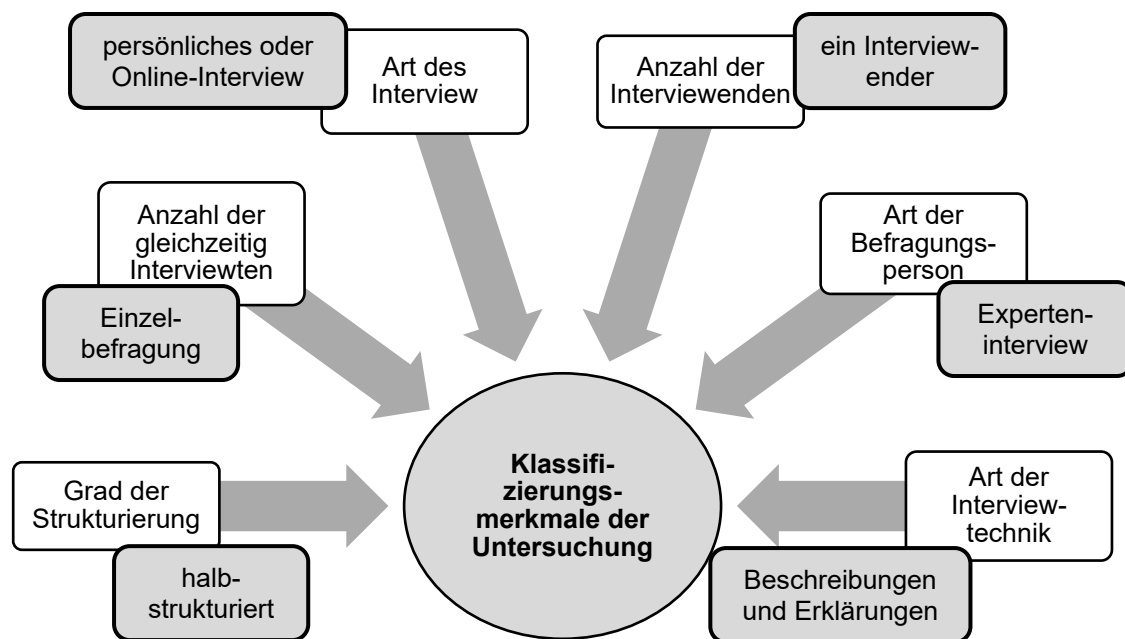 persönliches oder
Online-Interview
Art des
Interview
Anzahl der
Interviewenden
ein Interview-
ender
Anzahl der
gleichzeitig
Interviewten
Einzel-
befragung
Art der
Befragungs-
person
Experten-
interview
Grad der
Strukturierung
halb-
strukturiert
Klassifi-
zierungs-
merkmale der
Untersuchung
Art der
Interview-
technik
Beschreibungen
und Erklärungen